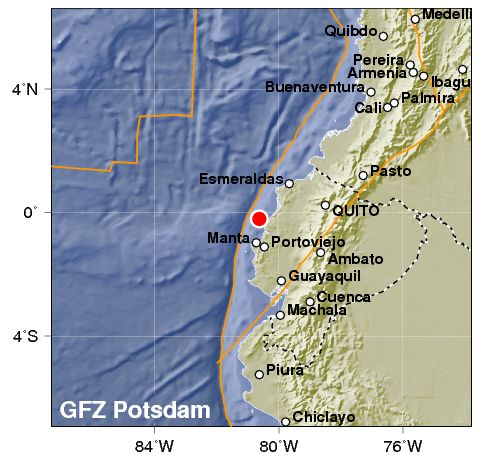 Medelli
Quibdo
Pereira
Armenia
Ibagu
Buenaventura
Palmira
Cali
4°N
Pasto
Esmeraldas
QUITO
0°
Manta
Portoviejo
Ambato
Guayaquil
Cuenca
Machala
4°S
Piura
GFZ Potsdam
Chiclayo
84°W
80°W
76°W